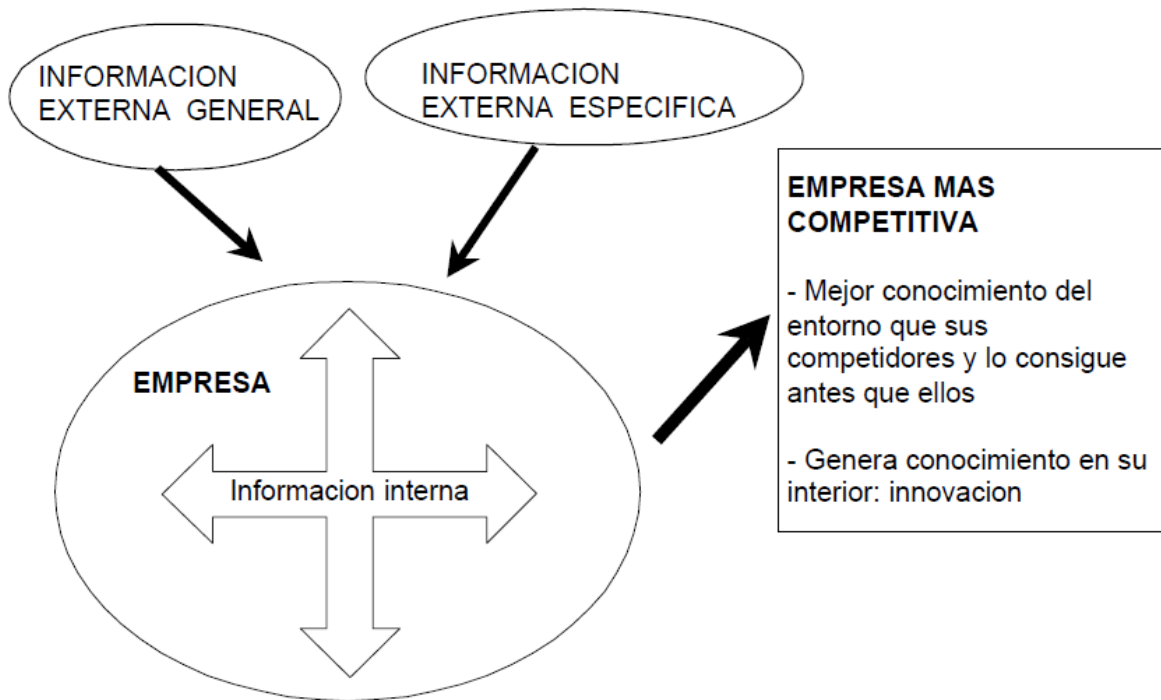 INFORMACION
EXTERNA GENERAL
INFORMACION
EXTERNA ESPECIFICA
EMPRESA
Informacion interna
EMPRESA MAS
COMPETITIVA
- Mejor conocimiento del
entorno que sus
competidores y lo consigue
antes que ellos
- Genera conocimiento en su
interior: innovacion